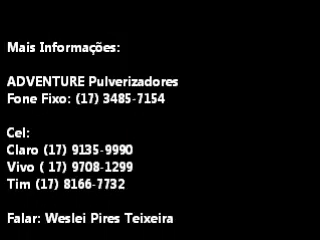 Mais Informações:
ADVENTURE Pulverizadores
Fone Fixo: (17) 3485-7154
Cel:
Claro (17) 9135-9990
Vivo ( 17) 9708-1299
Tim (17) 8166-7732
Falar: Weslei Pires Teixeira